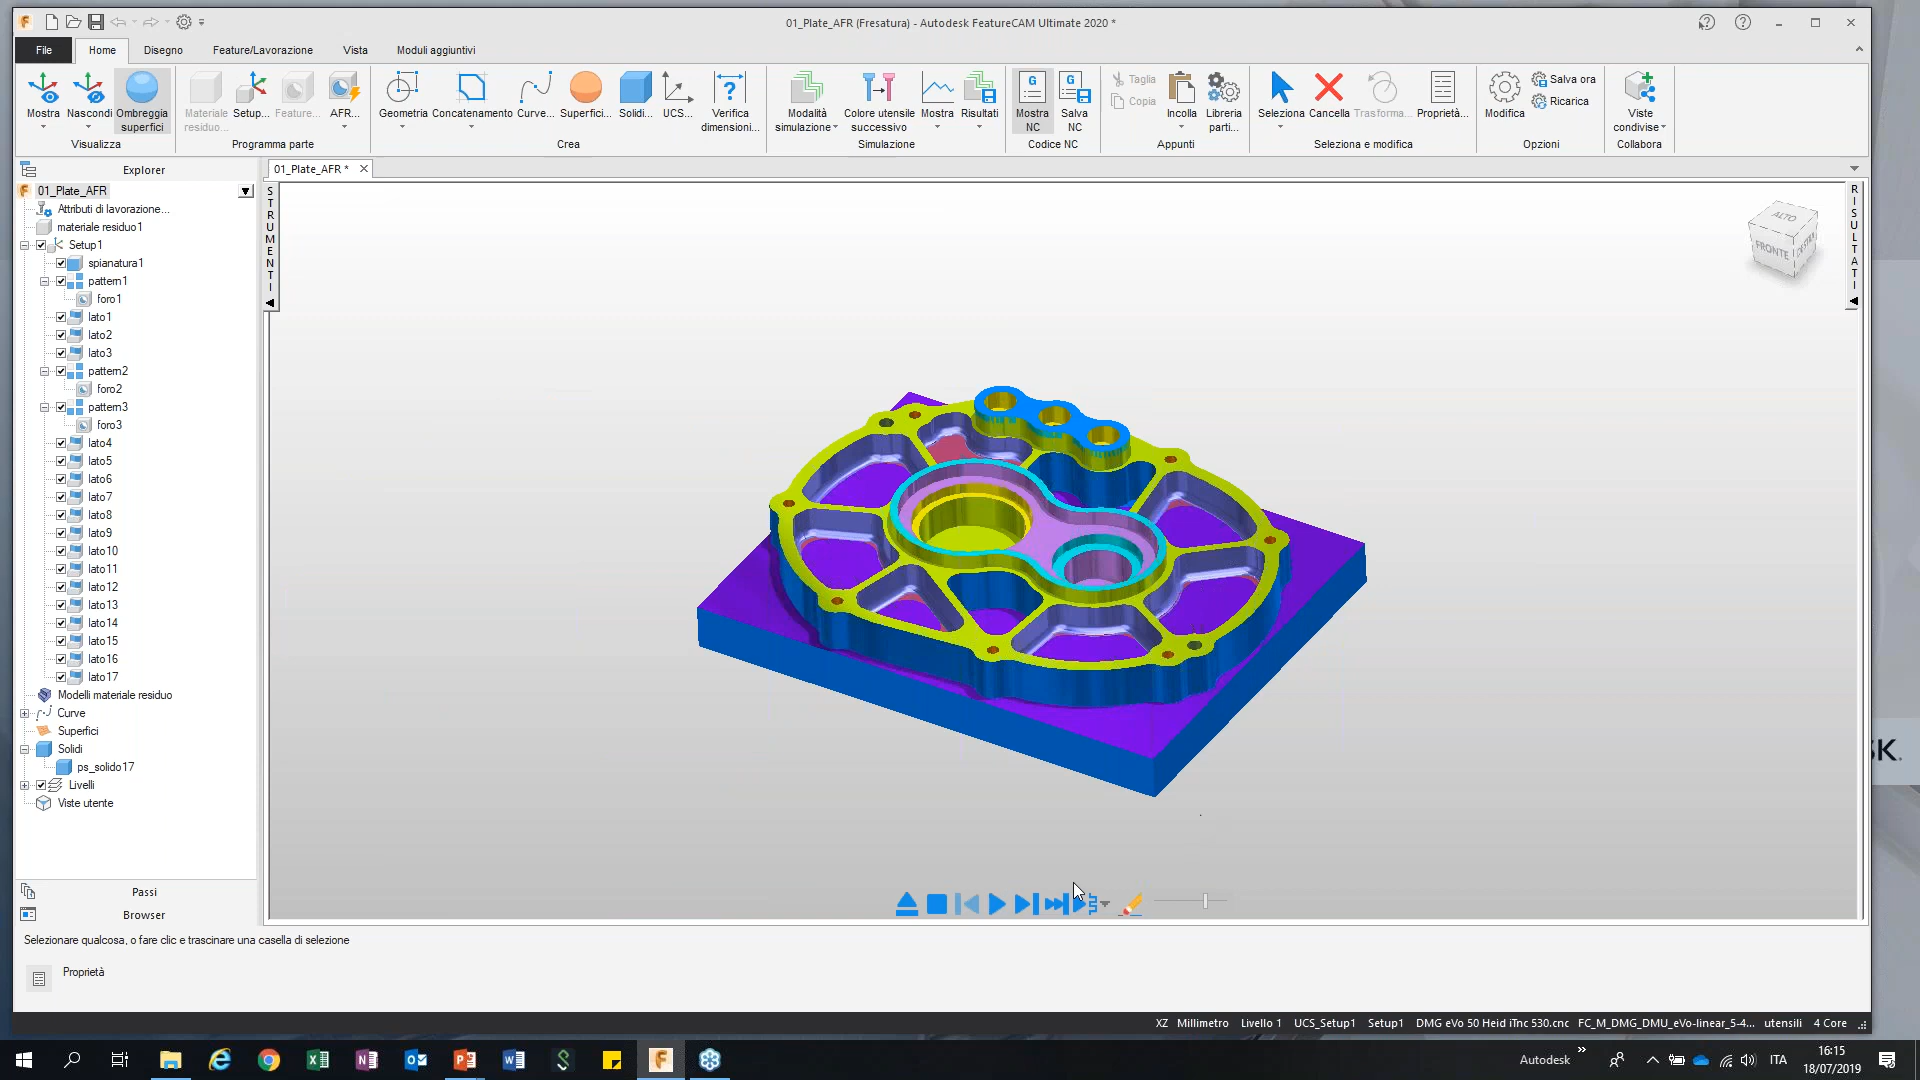 01_Plate_AFR (Fresatura) - Autodesk FeatureCAM Ultimate 2020 *
File Home Disegno Feature/Lavorazione Vista Moduli aggiuntivi
Mostra Nascondi Ombreggia superfici
Visualizza
Materiale residuo... Setup... Feature... AFR...
Programma parte
Geometria Concatenamento Curve... Superfici... Solidi... UCS... Verifica dimensioni...
Crea
Modalità simulazione Colore utensile successivo Mostra Risultati
Simulazione
G G
Mostra NC Salva NC
Codice NC
Taglia
Copia
Incolla Libreria parti...
Appunti
Seleziona Cancella Trasforma... Proprietà...
Seleziona e modifica
Modifica
Salva ora
Ricarica
Opzioni
Viste condivise
Collabora
Explorer
01_Plate_AFR
Attributi di lavorazione...
materiale residuo1
Setup1
spianatura1
pattern1
foro1
lato1
lato2
lato3
pattern2
foro2
pattern3
foro3
lato4
lato5
lato6
lato7
lato8
lato9
lato10
lato11
lato12
lato13
lato14
lato15
lato16
lato17
Modelli materiale residuo
Curve
Superfici
Solidi
ps_solido17
Livelli
Viste utente
Passi
Browser
01_Plate_AFR *
STRUMENTI
RISULTATI
ALTO
FRONTE
DESTRA
SK.
Selezionare qualcosa, o fare clic e trascinare una casella di selezione
Proprietà
XZ Millimetro Livello 1 UCS_Setup1 Setup1 DMG eVo 50 Heid iTnc 530.cnc FC_M_DMG_DMU_eVo-linear_5-4... utensili 4 Core
Autodesk
ITA
16:15
18/07/2019